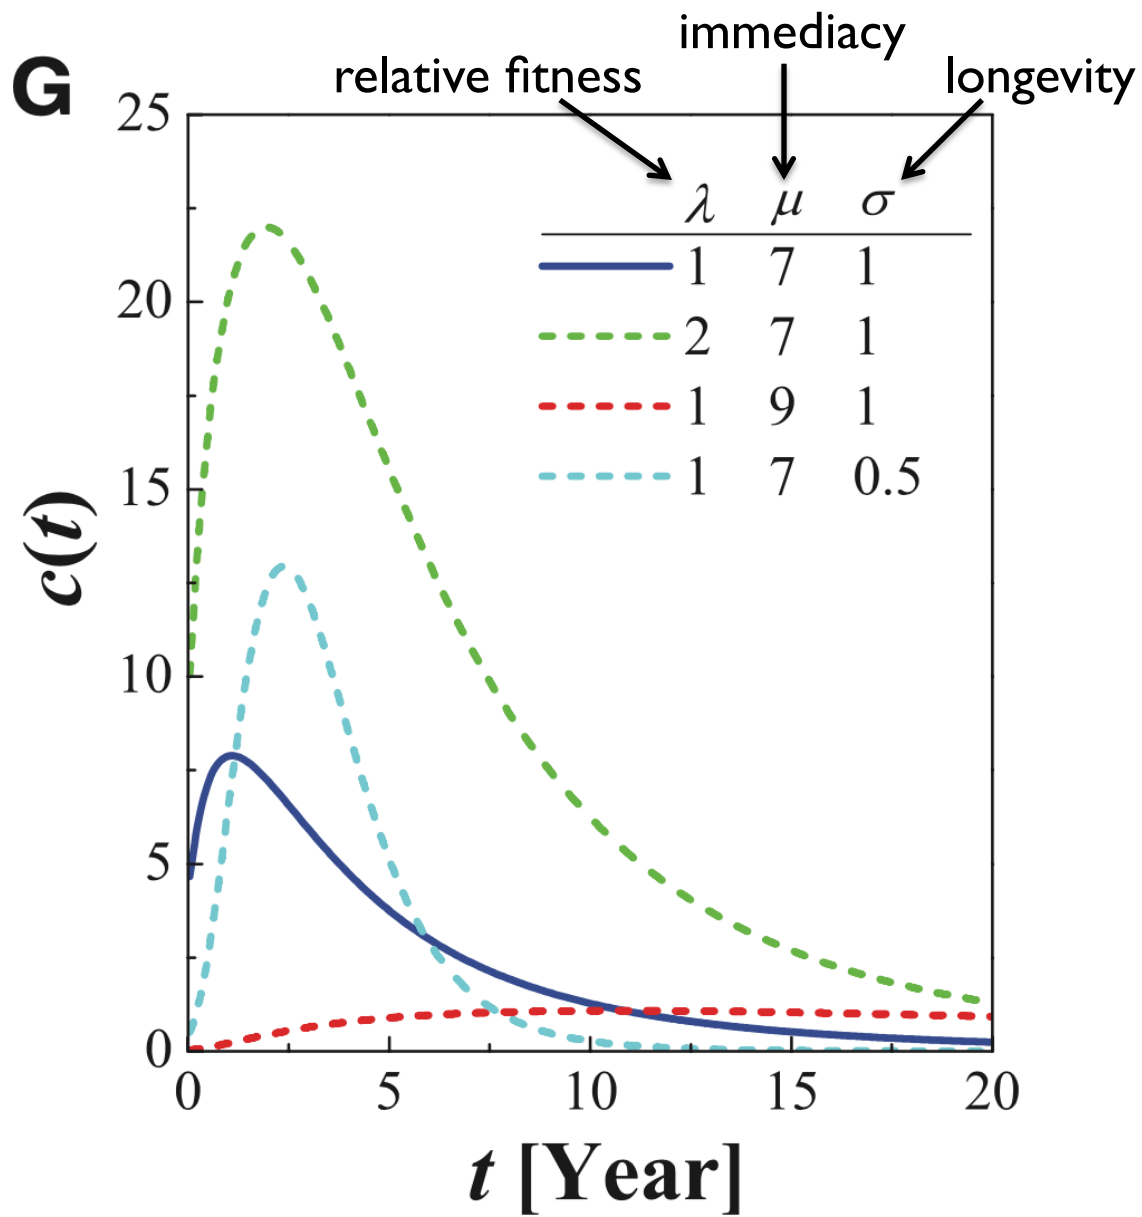 G
immediacy
relative fitness
longevity
λ μ σ
1 7 1
2 7 1
1 9 1
1 7 0.5
25
20
15
10
5
0
c(t)
0 5 10 15 20
t [Year]